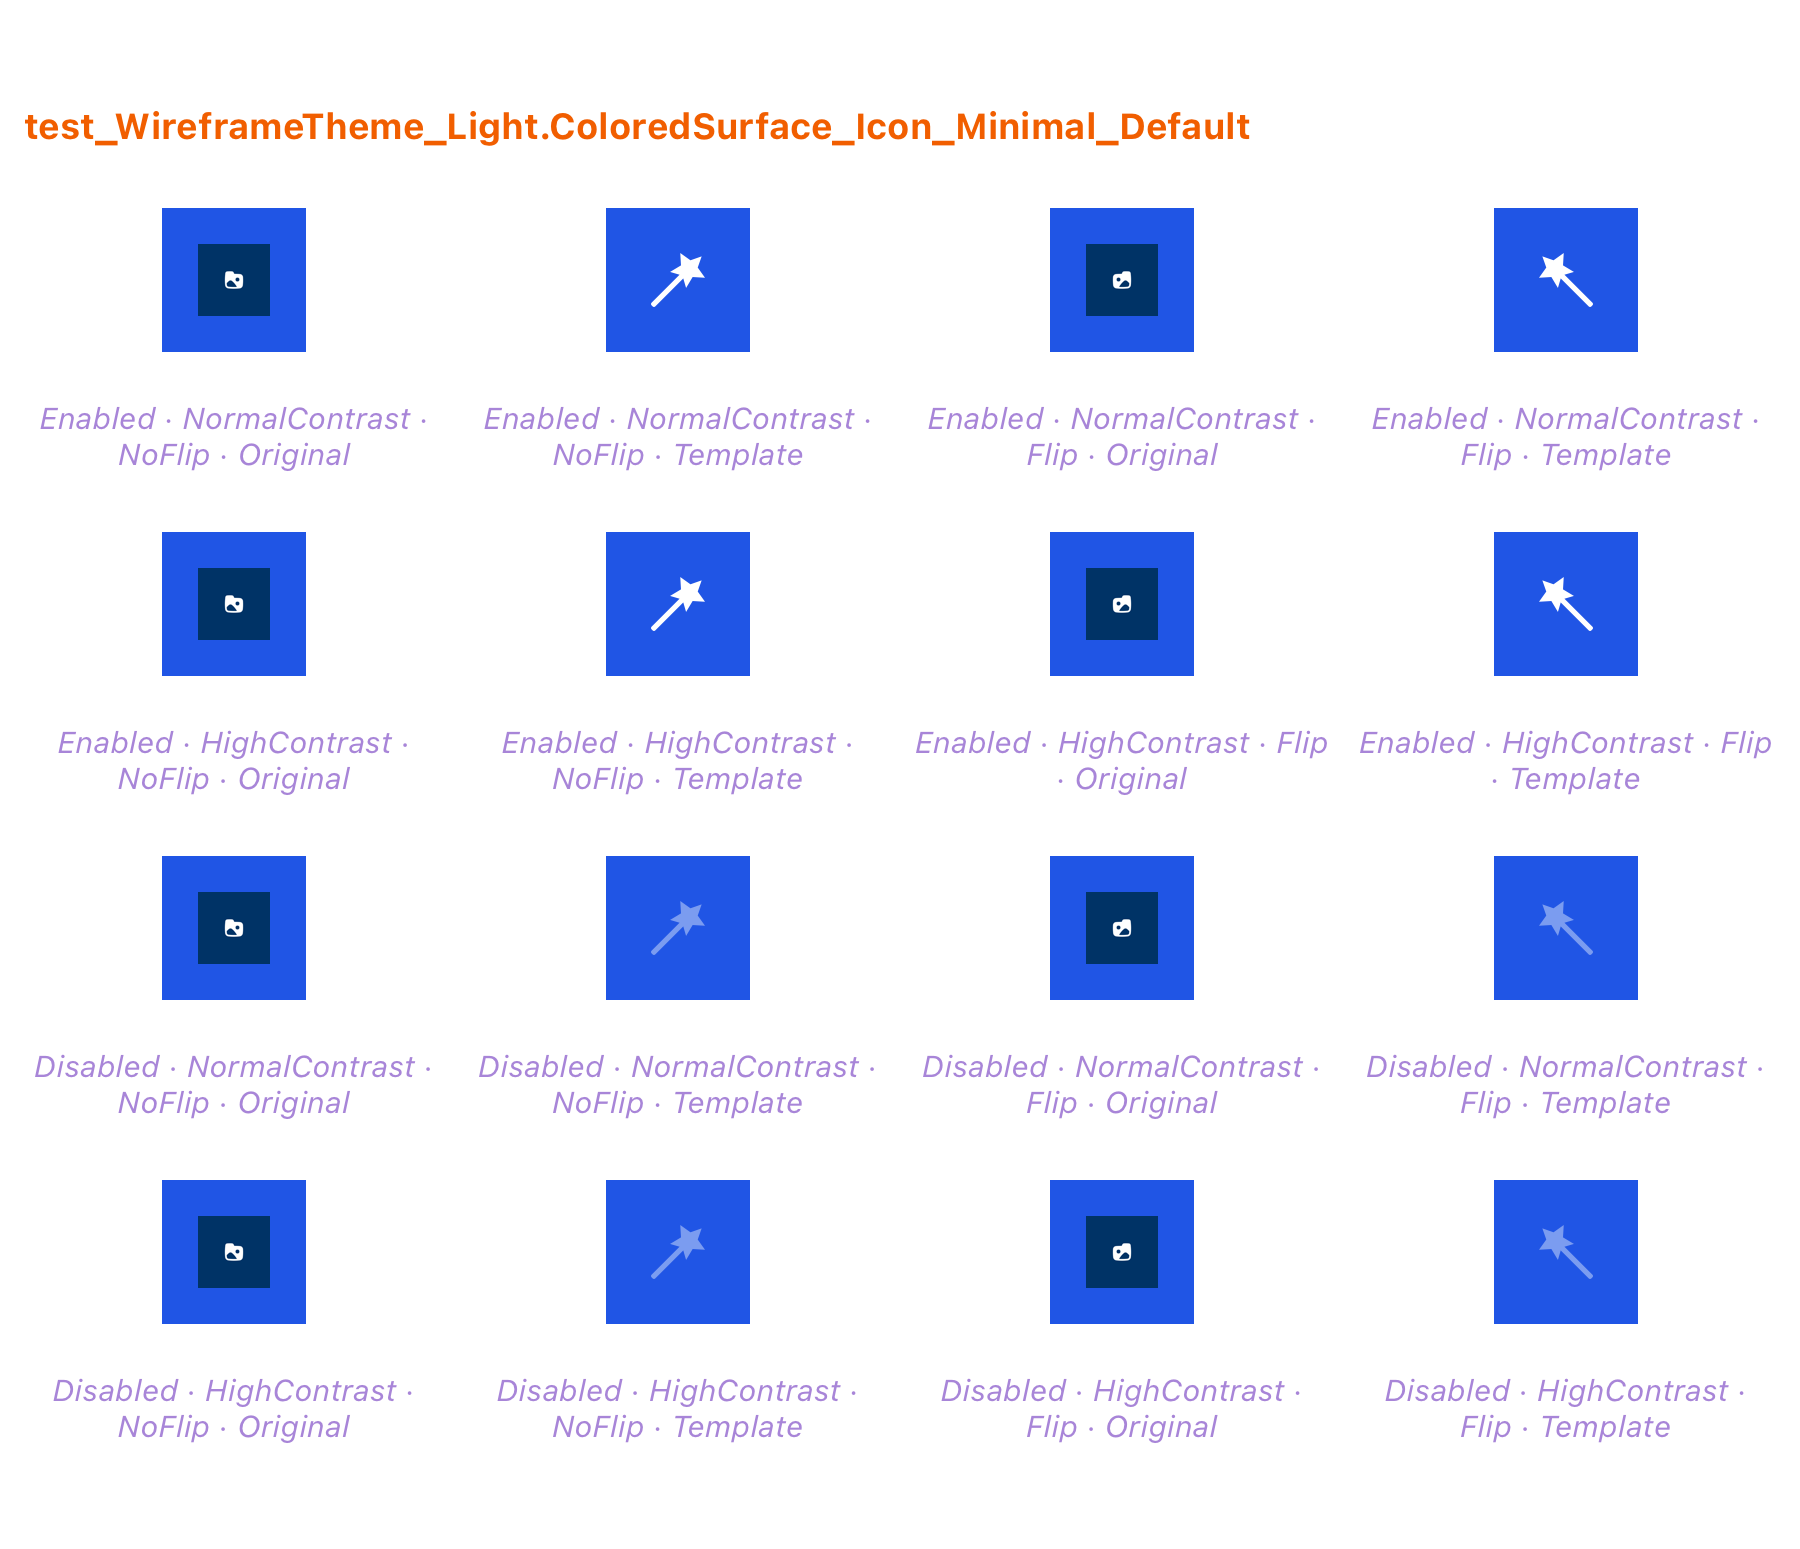 test_WireframeTheme_Light.ColoredSurface_Icon_Minimal_Default
Enabled · NormalContrast ·
NoFlip · Original
Enabled · NormalContrast ·
NoFlip · Template
Enabled · NormalContrast ·
Flip · Original
Enabled · NormalContrast ·
Flip · Template
Enabled · HighContrast ·
NoFlip · Original
Enabled · HighContrast ·
NoFlip · Template
Enabled · HighContrast · Flip
· Original
Enabled · HighContrast · Flip
· Template
Disabled · NormalContrast ·
NoFlip · Original
Disabled · NormalContrast ·
NoFlip · Template
Disabled · NormalContrast ·
Flip · Original
Disabled · NormalContrast ·
Flip · Template
Disabled · HighContrast ·
NoFlip · Original
Disabled · HighContrast ·
NoFlip · Template
Disabled · HighContrast ·
Flip · Original
Disabled · HighContrast ·
Flip · Template